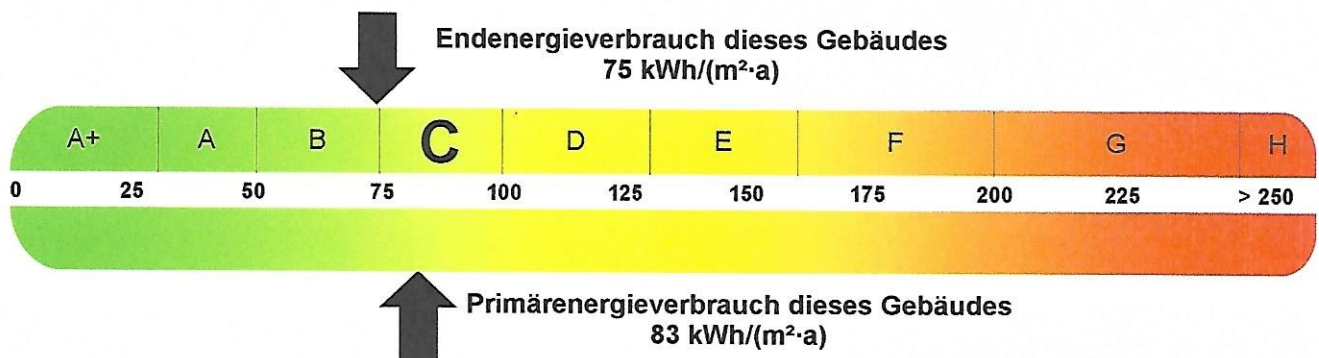 Endenergieverbrauch dieses Gebäudes
75 kWh/(m²·a)
A+ A B C D E F G H
0 25 50 75 100 125 150 175 200 225 > 250
Primärenergieverbrauch dieses Gebäudes
83 kWh/(m²·a)